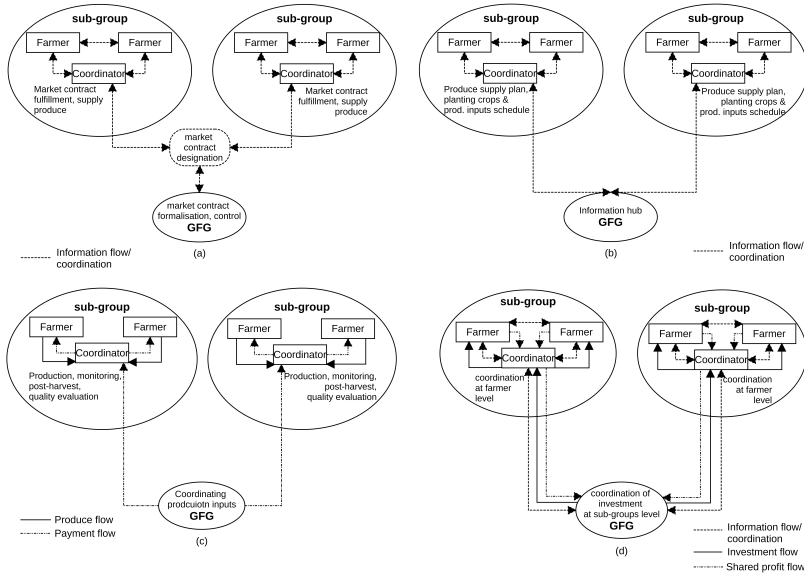 sub-group
Farmer
Farmer
Coordinator
Market contract
fulfillment, supply
produce
sub-group
Farmer
Farmer
Coordinator
Market contract
fulfillment, supply
produce
market
contract
designation
market contract
formalisation, control
GFG
(a)
Information flow/
coordination
sub-group
Farmer
Farmer
Coordinator
Produce supply plan,
planting crops &
prod. inputs schedule
sub-group
Farmer
Farmer
Coordinator
Produce supply plan,
planting crops &
prod. inputs schedule
Information hub
GFG
(b)
Information flow/
coordination
sub-group
Farmer
Farmer
Coordinator
Production, monitoring,
post-harvest,
quality evaluation
sub-group
Farmer
Farmer
Coordinator
Production, monitoring,
post-harvest,
quality evaluation
Coordinating
prodcuiotn inputs
GFG
(c)
Produce flow
Payment flow
sub-group
Farmer
Farmer
Coordinator
coordination
at farmer
level
sub-group
Farmer
Farmer
Coordinator
coordination
at farmer
level
coordination of
investment
at sub-groups level
GFG
(d)
Information flow/
coordination
Investment flow
Shared profit flow